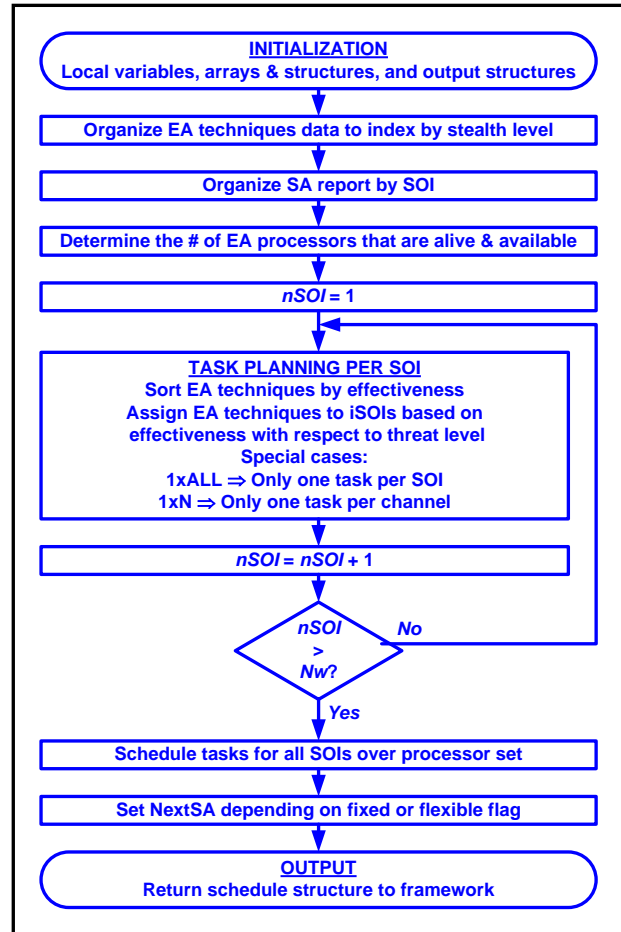 INITIALIZATION
Local variables, arrays & structures, and output structures
Organize EA techniques data to index by stealth level
Organize SA report by SOI
Determine the # of EA processors that are alive & available
nSOI = 1
TASK PLANNING PER SOI
Sort EA techniques by effectiveness
Assign EA techniques to iSOIs based on
effectiveness with respect to threat level
Special cases:
1xALL ⇒ Only one task per SOI
1xN ⇒ Only one task per channel
nSOI = nSOI + 1
nSOI
>
Nw?
No
Yes
Schedule tasks for all SOIs over processor set
Set NextSA depending on fixed or flexible flag
OUTPUT
Return schedule structure to framework